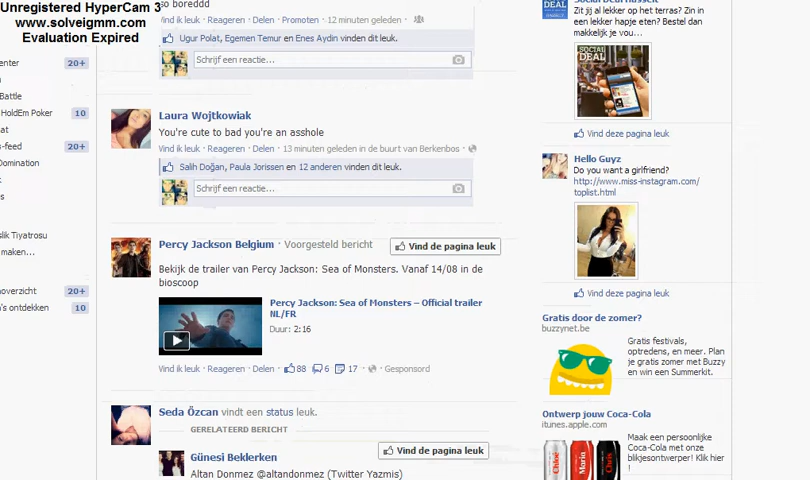 Unregistered HyperCam 3
www.solveigmm.com
Evaluation Expired
20+
Battle
HoldEm Poker
10
20+
slik Tiyatrosu
maken...
20+
's ontdekken
10
so boreddd
Vind ik leuk · Reageren · Delen · Promoten · 12 minuten geleden
Ugur Polat, Egemen Temur en Enes Aydin vinden dit leuk.
Schrijf een reactie...
Laura Wojtkowiak
You're cute to bad you're an asshole
Vind ik leuk · Reageren · Delen · 13 minuten geleden in de buurt van Berkenbos ·
Salih Doğan, Paula Jorissen en 12 anderen vinden dit leuk.
Schrijf een reactie...
Percy Jackson Belgium · Voorgesteld bericht
Vind de pagina leuk
Bekijk de trailer van Percy Jackson: Sea of Monsters. Vanaf 14/08 in de
bioscoop
Percy Jackson: Sea of Monsters – Official trailer
NL/FR
Duur: 2:16
Vind ik leuk · Reageren · Delen · 88 6 17 · Gesponsord
Seda Özcan vindt een status leuk.
GERELATEERD BERICHT
Vind de pagina leuk
Günesi Beklerken
Altan Donmez @altandonmez (Twitter Yazmis)
Zit jij al lekker op het terras? Zin in
een lekker hapje eten? Bestel dan
makkelijk je vou...
SOCIAL
DEAL
Vind deze pagina leuk
Hello Guyz
Do you want a girlfriend?
http://www.miss-instagram.com/
toplist.html
Vind deze pagina leuk
Gratis door de zomer?
buzzynet.be
Gratis festivals,
optredens, en meer. Plan
je gratis zomer met Buzzy
en win een Summerkit.
Ontwerp jouw Coca-Cola
itunes.apple.com
Maak een persoonlijke
Coca-Cola met onze
blikjesontwerper! Klik hier
!